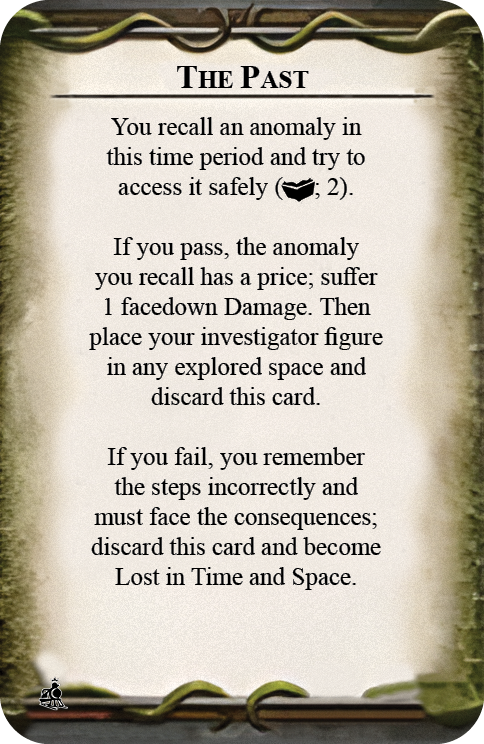 THE PAST
You recall an anomaly in
this time period and try to
access it safely ( ; 2).
If you pass, the anomaly
you recall has a price; suffer
1 facedown Damage. Then
place your investigator figure
in any explored space and
discard this card.
If you fail, you remember
the steps incorrectly and
must face the consequences;
discard this card and become
Lost in Time and Space.